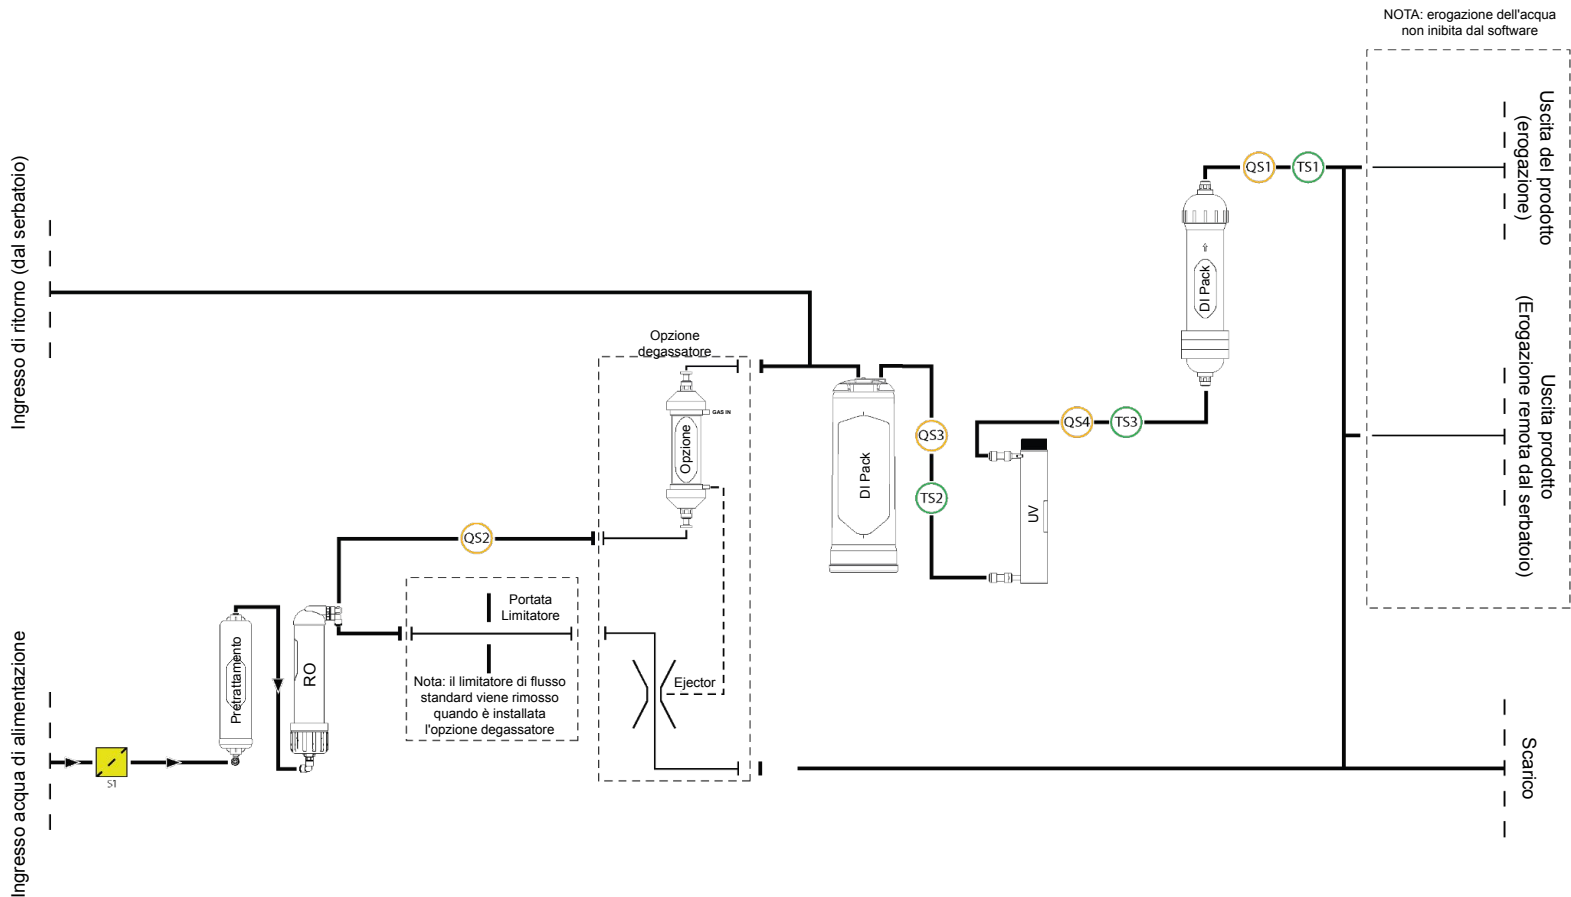 NOTA: erogazione dell'acqua
non inibita dal software
Uscita del prodotto
(erogazione)
Uscita prodotto
(Erogazione remota dal serbatoio)
Scarico
Ingresso di ritorno (dal serbatoio)
Ingresso acqua di alimentazione
QS1
TS1
DI Pack
QS4
TS3
Opzione
degassatore
GAS IN
Opzione
DI Pack
QS3
TS2
UV
QS2
Portata
Limitatore
Nota: il limitatore di flusso
standard viene rimosso
quando è installata
l'opzione degassatore
Ejector
Pretrattamento
RO
S1